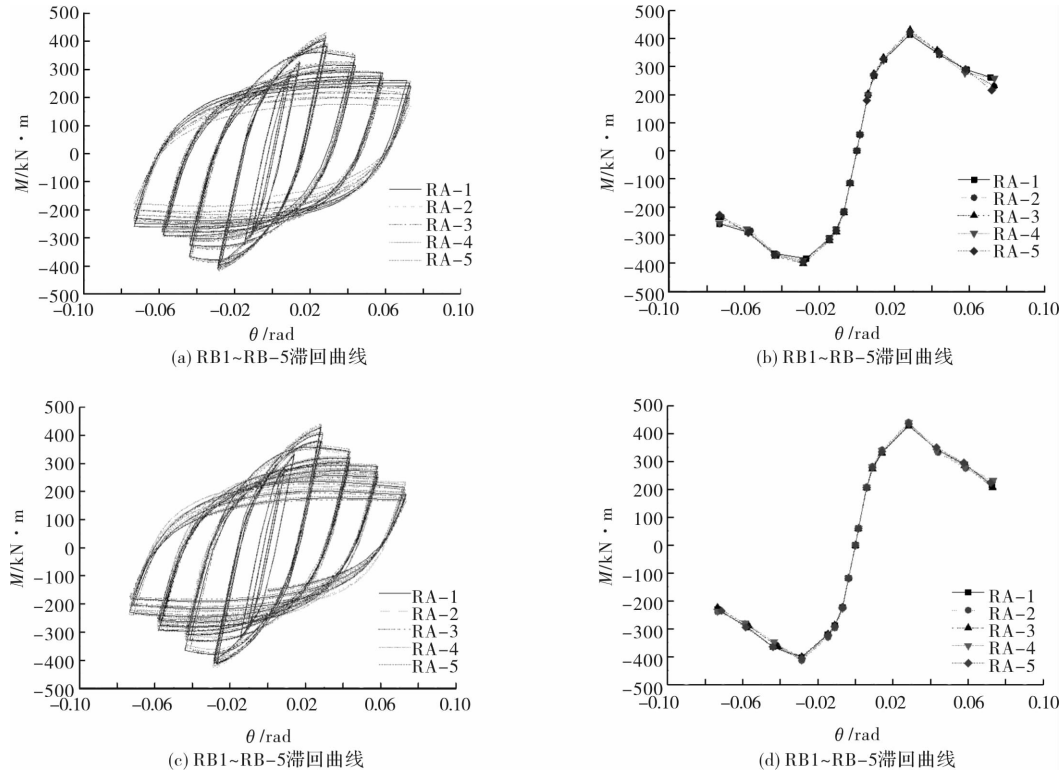 500
400
300
200
100
0
−100
−200
−300
−400
−500
M/kN·m
−0.10 −0.06 −0.02 0.02 0.06 0.10
θ/rad
RA-1
RA-2
RA-3
RA-4
RA-5
(a) RB1~RB-5滞回曲线
500
400
300
200
100
0
−100
−200
−300
−400
−500
M/kN·m
−0.10 −0.06 −0.02 0.02 0.06 0.10
θ/rad
RA-1
RA-2
RA-3
RA-4
RA-5
(b) RB1~RB-5滞回曲线
500
400
300
200
100
0
−100
−200
−300
−400
−500
M/kN·m
−0.10 −0.06 −0.02 0.02 0.06 0.10
θ/rad
RA-1
RA-2
RA-3
RA-4
RA-5
(c) RB1~RB-5滞回曲线
500
400
300
200
100
0
−100
−200
−300
−400
−500
M/kN·m
−0.10 −0.06 −0.02 0.02 0.06 0.10
θ/rad
RA-1
RA-2
RA-3
RA-4
RA-5
(d) RB1~RB-5滞回曲线